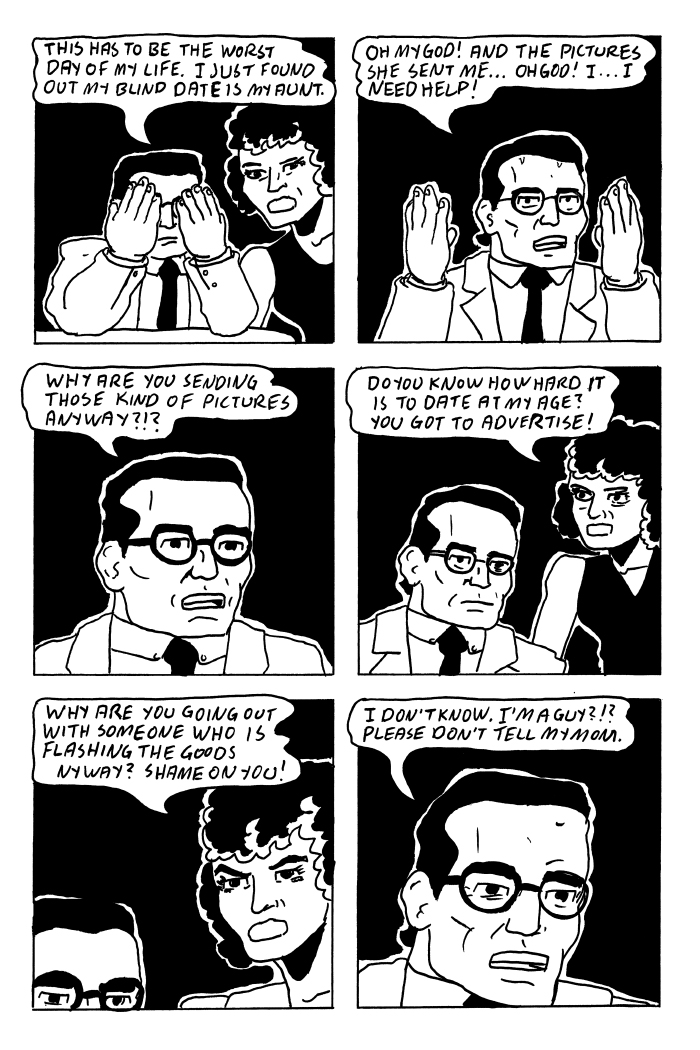 THIS HAS TO BE THE WORST
DAY OF MY LIFE. I JUST FOUND
OUT MY BLIND DATE IS MY AUNT.
OH MY GOD! AND THE PICTURES
SHE SENT ME... OH GOD! I...I
NEED HELP!
WHY ARE YOU SENDING
THOSE KIND OF PICTURES
ANYWAY?!?
DO YOU KNOW HOW HARD IT
IS TO DATE AT MY AGE?
YOU GOT TO ADVERTISE!
WHY ARE YOU GOING OUT
WITH SOMEONE WHO IS
FLASHING THE GOODS
NYWAY? SHAME ON YOU!
I DON'T KNOW. I'M A GUY?!?
PLEASE DON'T TELL MY MOM.